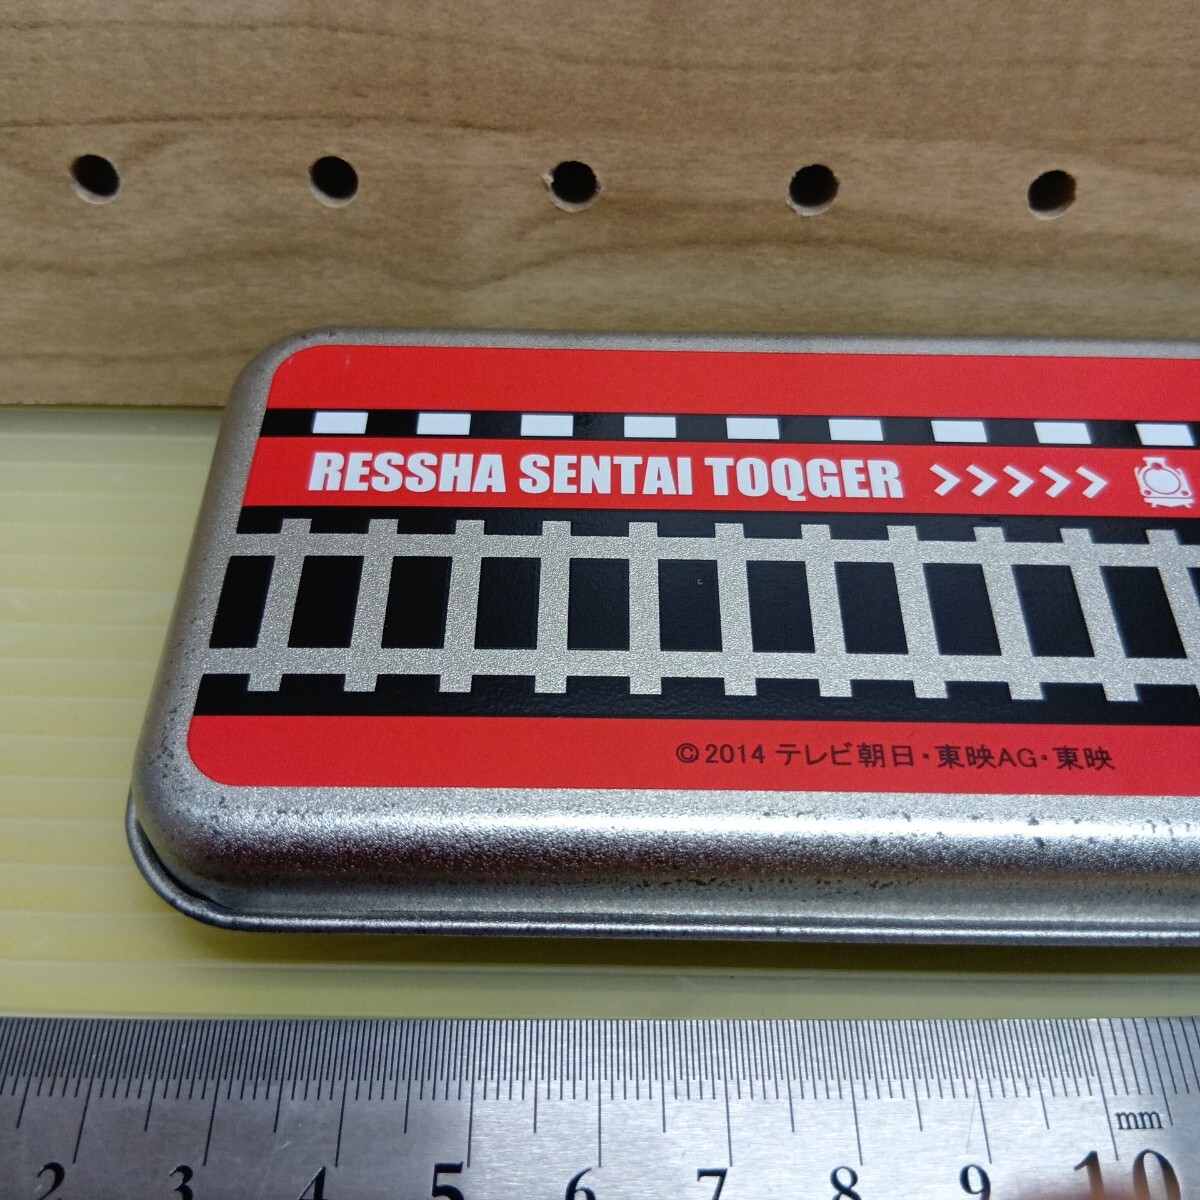 RESSHA SENTAI TOQGER >>>>>
©2014 テレビ朝日・東映AG・東映
mm
2 3 4 5 6 7 8 9 10